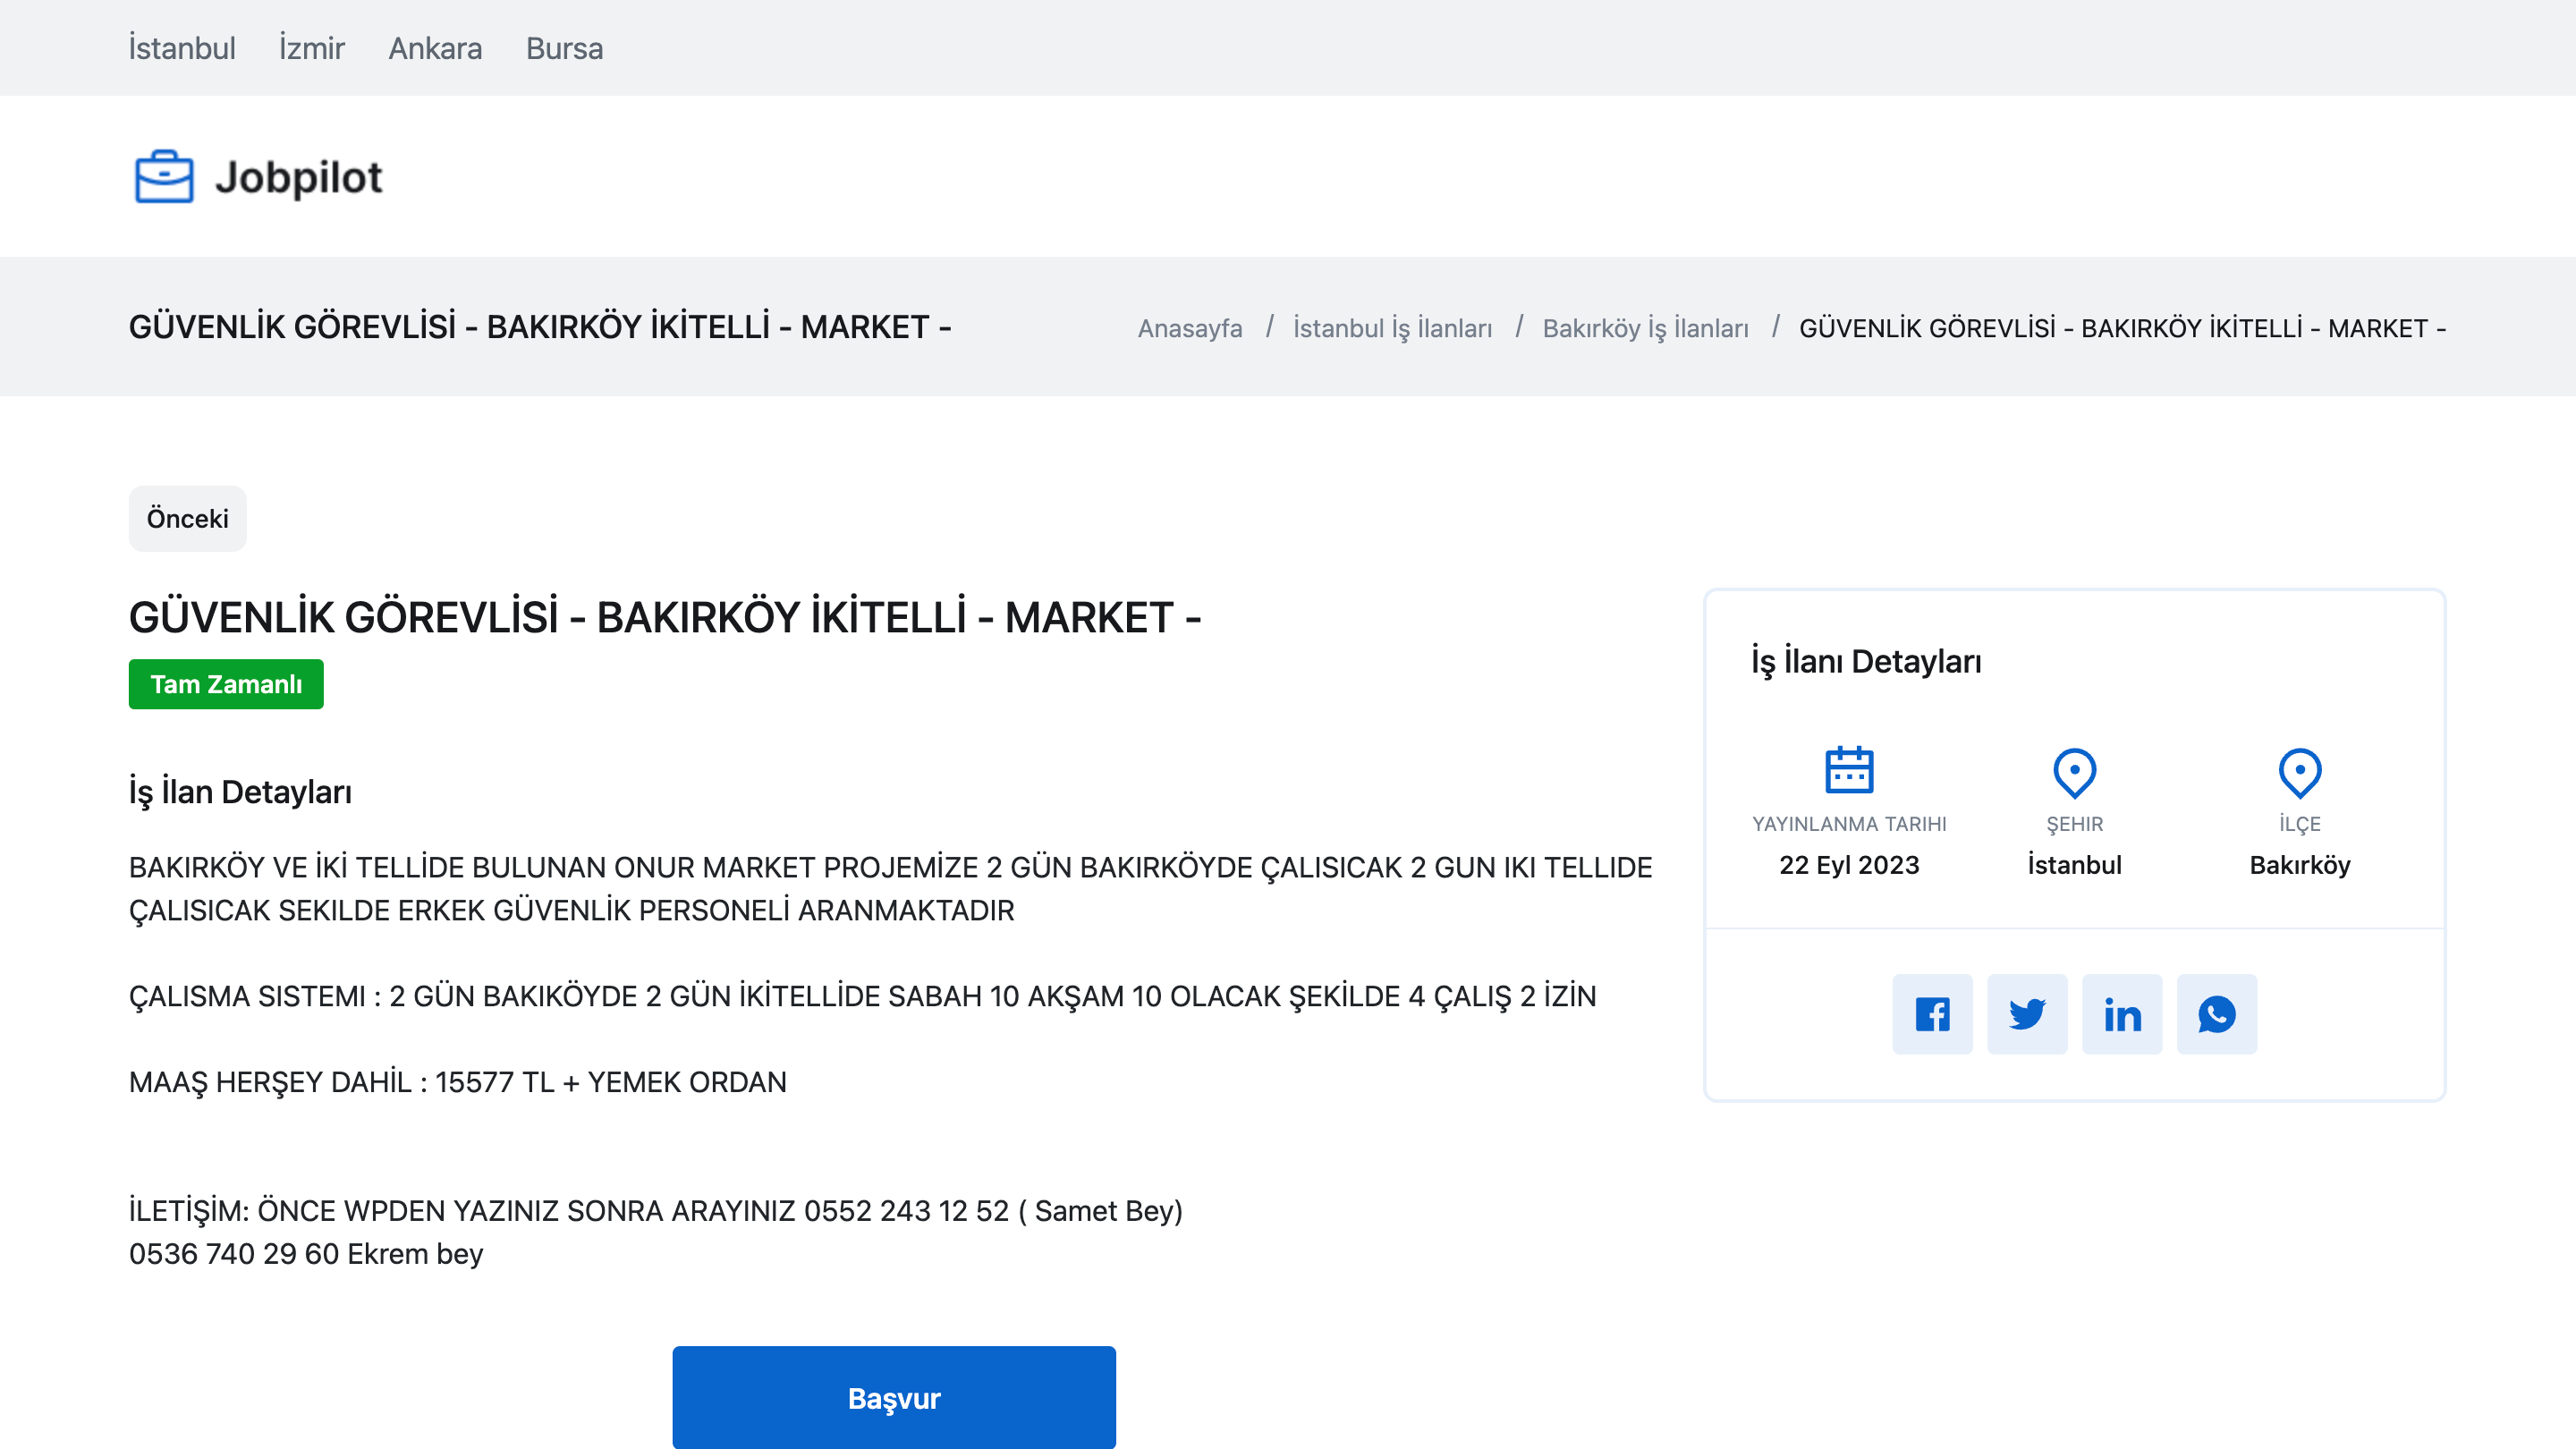 İstanbul İzmir Ankara Bursa
Jobpilot
GÜVENLİK GÖREVLİSİ - BAKIRKÖY İKİTELLİ - MARKET -
Anasayfa / İstanbul İş İlanları / Bakırköy İş İlanları / GÜVENLİK GÖREVLİSİ - BAKIRKÖY İKİTELLİ - MARKET -
Önceki
GÜVENLİK GÖREVLİSİ - BAKIRKÖY İKİTELLİ - MARKET -
Tam Zamanlı
İş İlan Detayları
BAKIRKÖY VE İKİ TELLİDE BULUNAN ONUR MARKET PROJEMİZE 2 GÜN BAKIRKÖYDE ÇALISICAK 2 GUN IKI TELLIDE
ÇALISICAK SEKILDE ERKEK GÜVENLİK PERSONELİ ARANMAKTADIR
ÇALISMA SISTEMI : 2 GÜN BAKIKÖYDE 2 GÜN İKİTELLİDE SABAH 10 AKŞAM 10 OLACAK ŞEKİLDE 4 ÇALIŞ 2 İZİN
MAAŞ HERŞEY DAHİL : 15577 TL + YEMEK ORDAN
İLETİŞİM: ÖNCE WPDEN YAZINIZ SONRA ARAYINIZ 0552 243 12 52 ( Samet Bey)
0536 740 29 60 Ekrem bey
Başvur
İş İlanı Detayları
YAYINLANMA TARIHI
22 Eyl 2023
ŞEHIR
İstanbul
İLÇE
Bakırköy